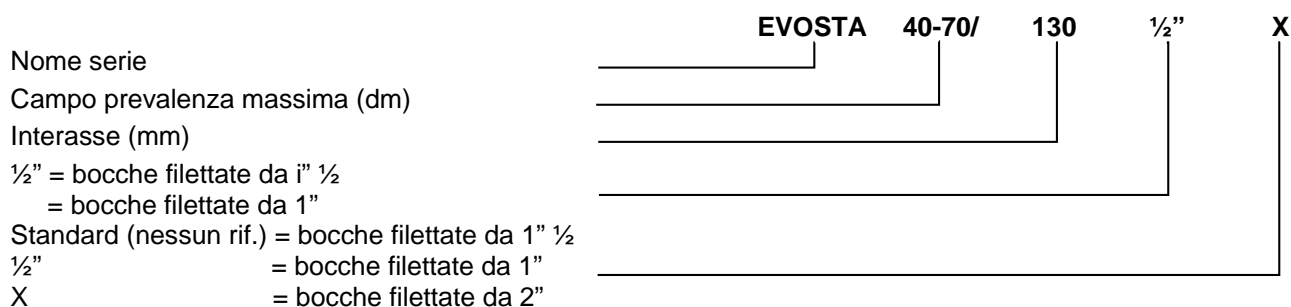 EVOSTA 40-70/ 130 ½” X
Nome serie
Campo prevalenza massima (dm)
Interasse (mm)
½” = bocche filettate da i” ½
= bocche filettate da 1”
Standard (nessun rif.) = bocche filettate da 1” ½
½” = bocche filettate da 1”
X = bocche filettate da 2”